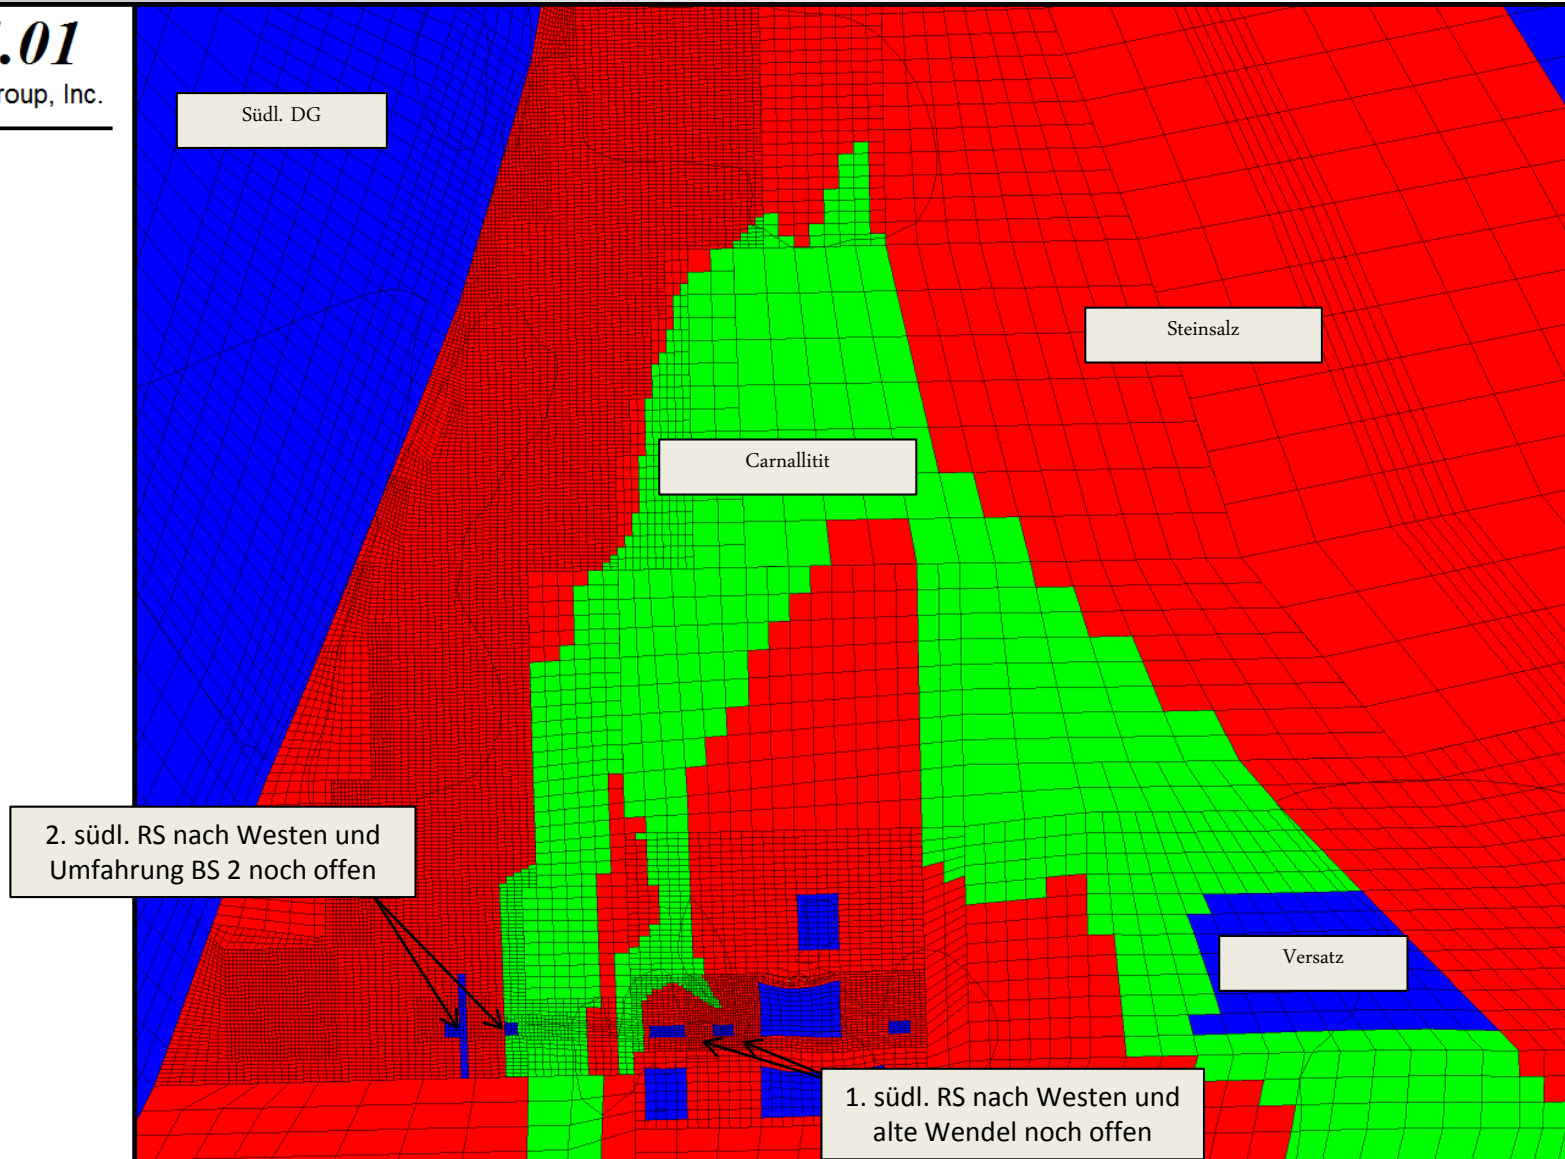 .01
roup, Inc.
Südl. DG
Steinsalz
Carnallitit
2. südl. RS nach Westen und
Umfahrung BS 2 noch offen
Versatz
1. südl. RS nach Westen und
alte Wendel noch offen